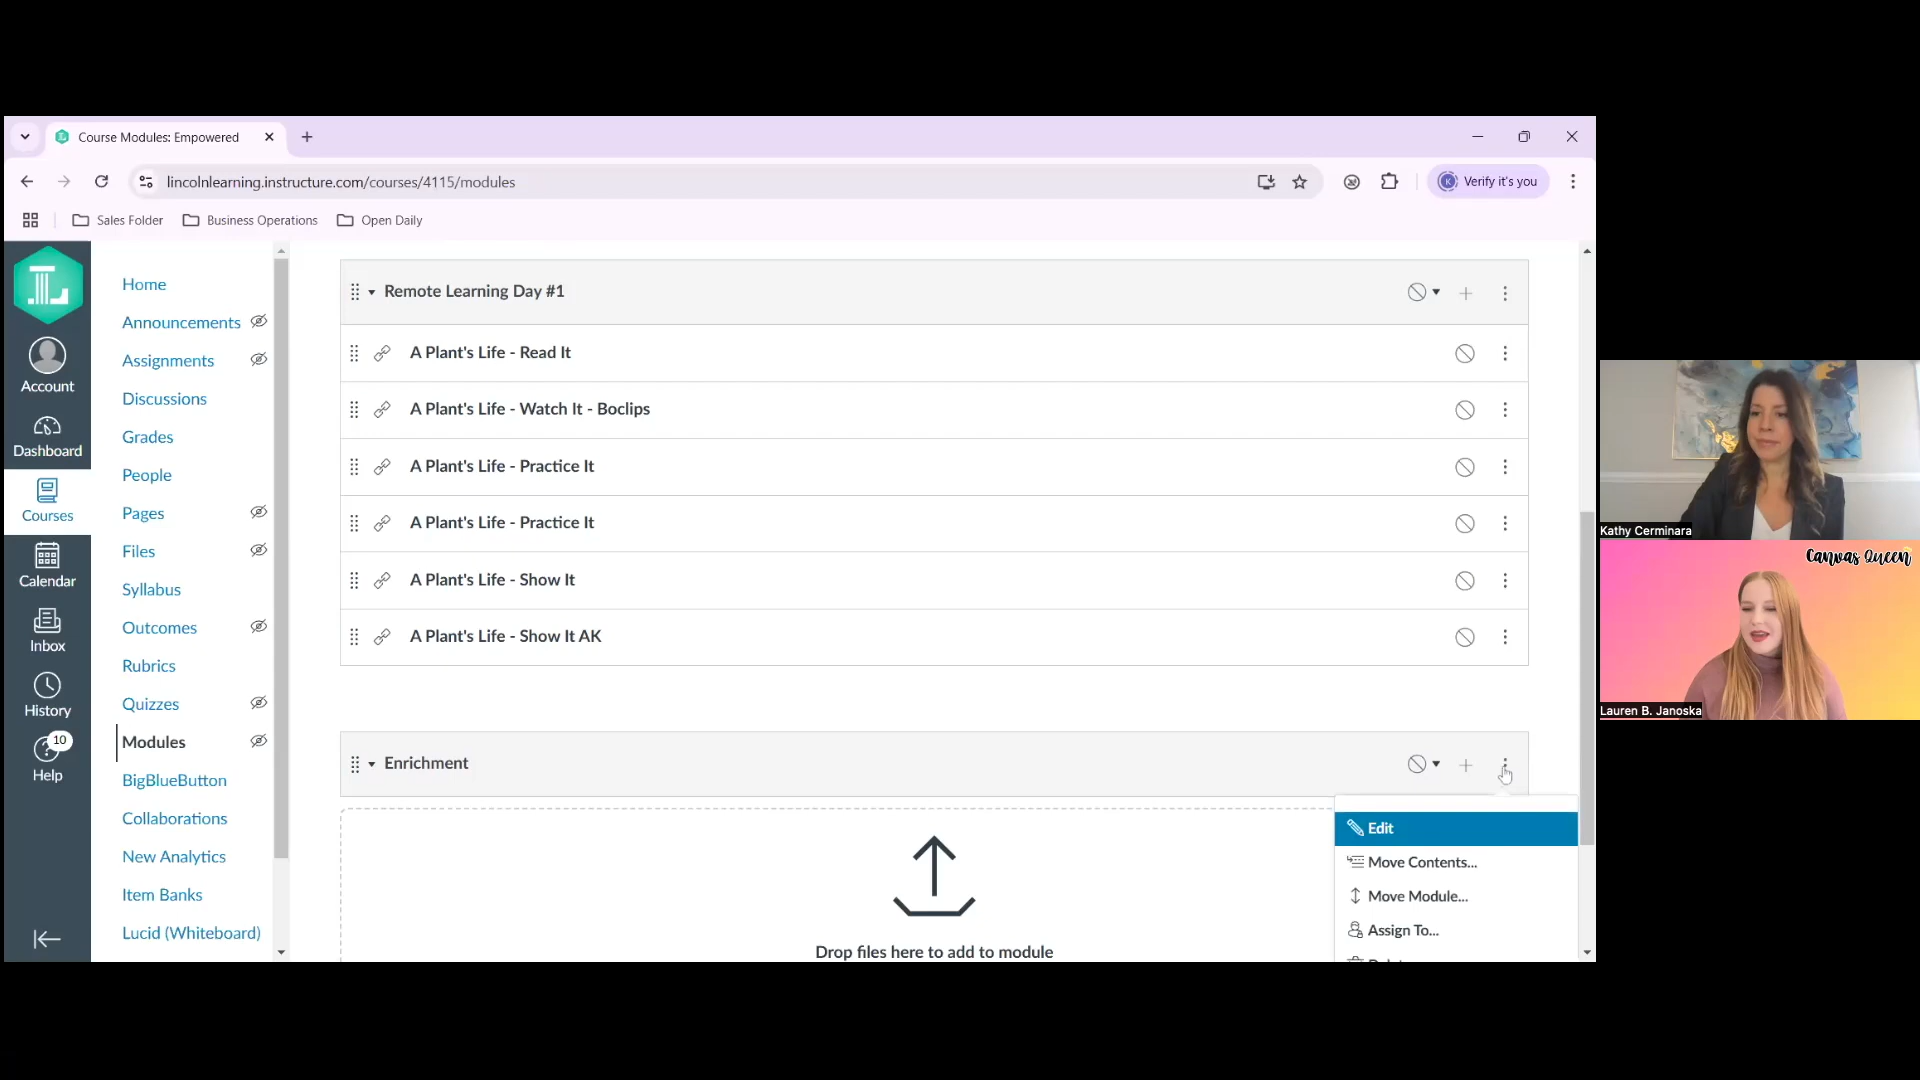 Course Modules: Empowered
lincolnlearning.instructure.com/courses/4115/modules
Verify it's you
Sales Folder
Business Operations
Open Daily
Account
Dashboard
Courses
Calendar
Inbox
History
10
Help
Home
Announcements
Assignments
Discussions
Grades
People
Pages
Files
Syllabus
Outcomes
Rubrics
Quizzes
Modules
BigBlueButton
Collaborations
New Analytics
Item Banks
Lucid (Whiteboard)
Remote Learning Day #1
A Plant's Life - Read It
A Plant's Life - Watch It - Boclips
A Plant's Life - Practice It
A Plant's Life - Practice It
A Plant's Life - Show It
A Plant's Life - Show It AK
Enrichment
Edit
Move Contents...
Move Module...
Assign To...
Drop files here to add to module
Kathy Cerminara
Canvas Queen
Lauren B. Janoska